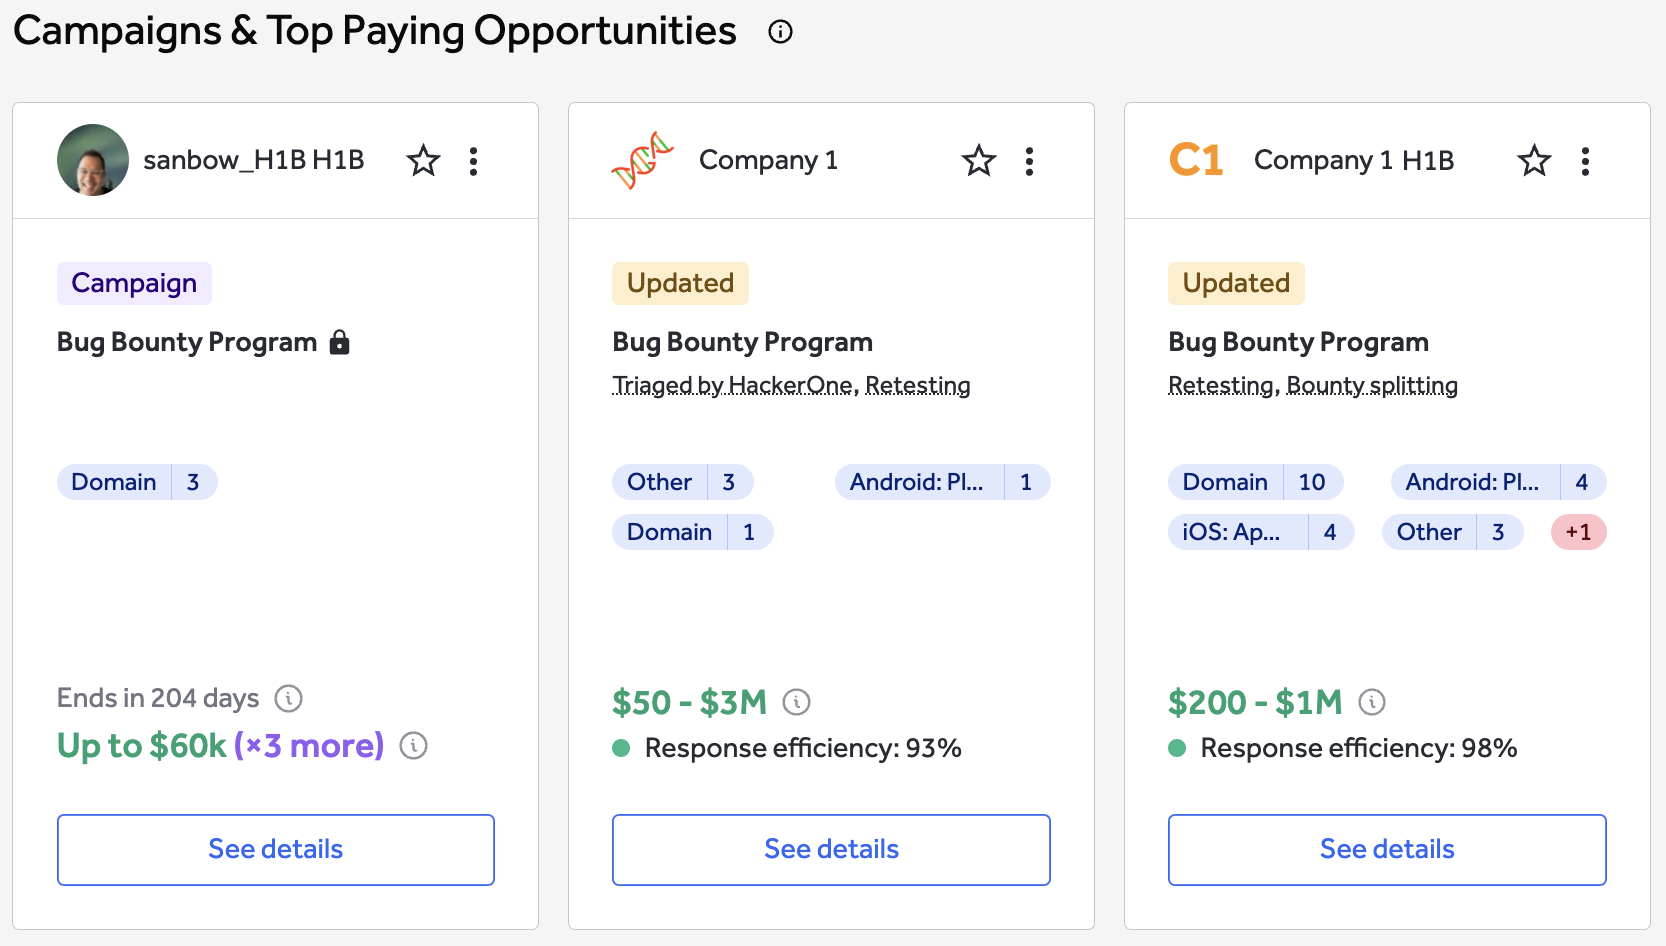 Campaigns & Top Paying Opportunities
sanbow_H1B H1B
Campaign
Bug Bounty Program
Domain 3
Ends in 204 days
Up to $60k (×3 more)
See details
Company 1
Updated
Bug Bounty Program
Triaged by HackerOne, Retesting
Other 3 Android: Pl... 1
Domain 1
$50 - $3M
Response efficiency: 93%
See details
C1 Company 1 H1B
Updated
Bug Bounty Program
Retesting, Bounty splitting
Domain 10 Android: Pl... 4
iOS: Ap... 4 Other 3 +1
$200 - $1M
Response efficiency: 98%
See details